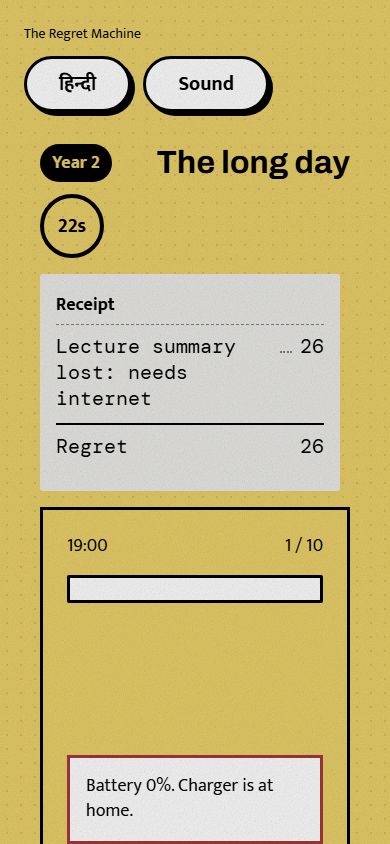 The Regret Machine
हिन्दी
Sound
Year 2
The long day
22s
Receipt
Lecture summary .... 26
lost: needs
internet
Regret 26
19:00 1 / 10
Battery 0%. Charger is at
home.